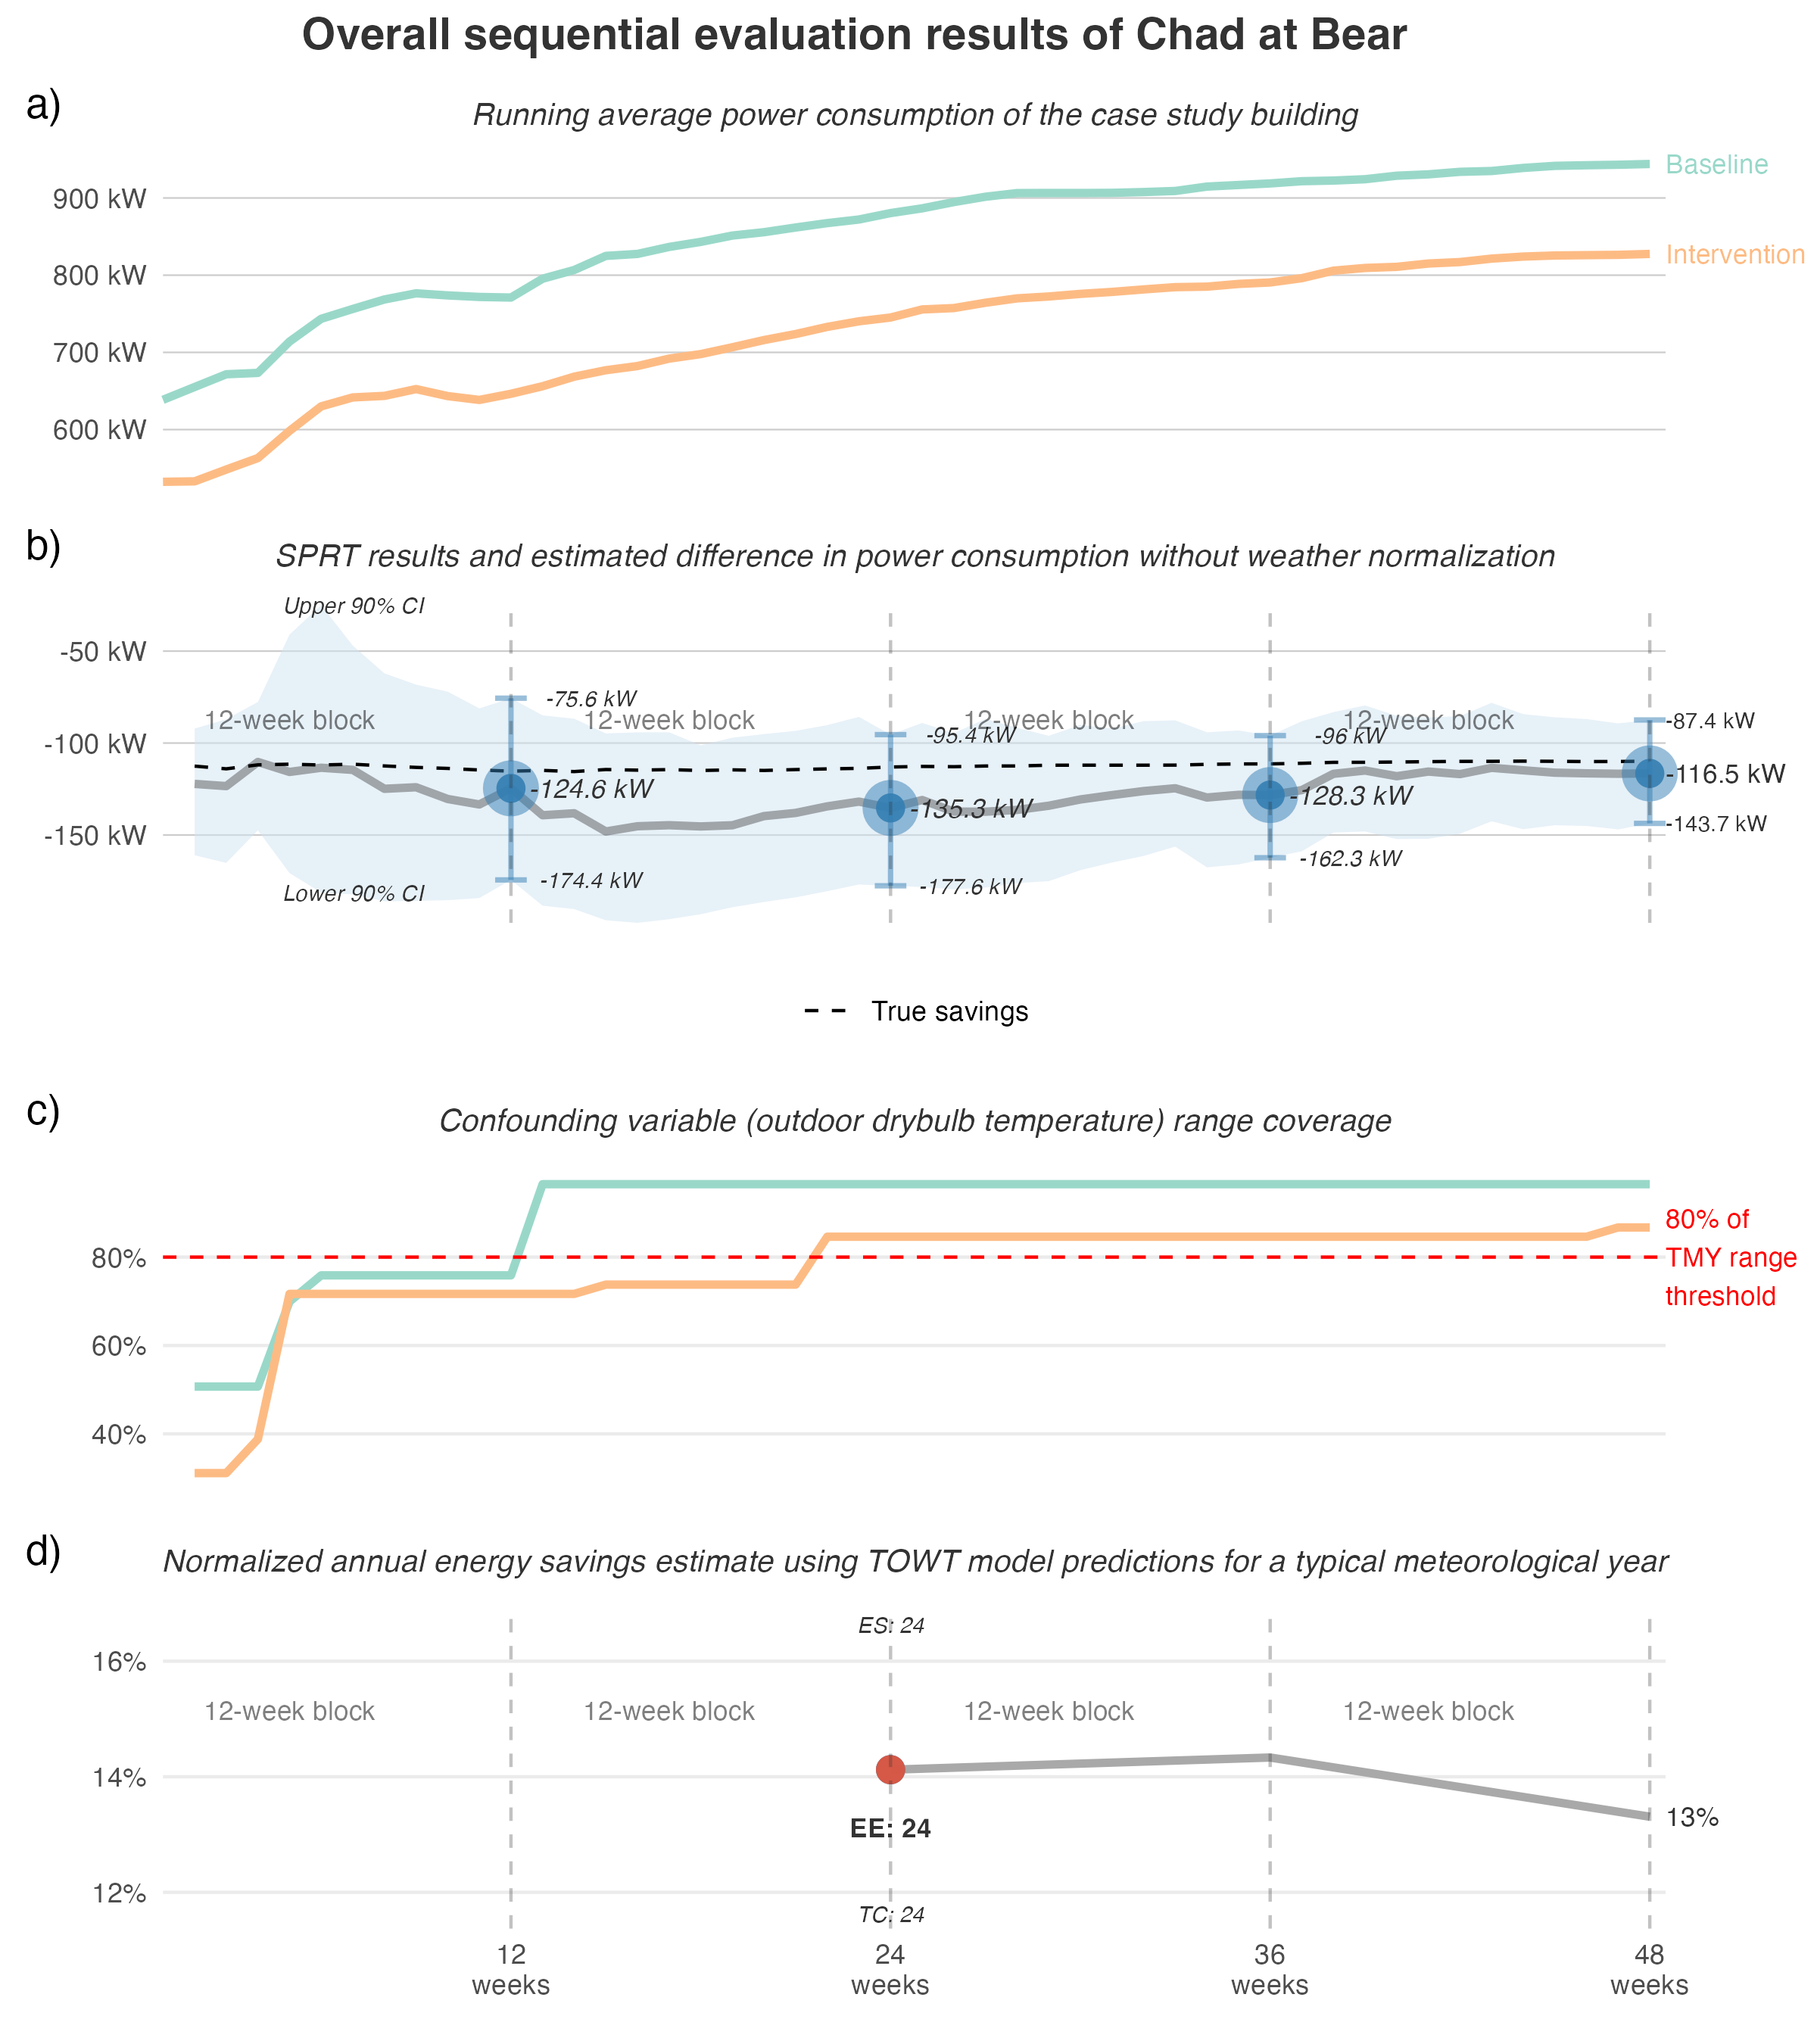 Overall sequential evaluation results of Chad at Bear
a)
Running average power consumption of the case study building
Baseline
900 kW
Intervention
800 kW
700 kW
600 kW
b)
SPRT results and estimated difference in power consumption without weather normalization
Upper 90% CI
-50 kW
-75.6 kW
12-week block
12-week block
12-week block
12-week block
-87.4 kW
-95.4 kW
-96 kW
-100 kW
-116.5 kW
-124.6 kW
-135.3 kW
-128.3 kW
-143.7 kW
-150 kW
-162.3 kW
-174.4 kW
-177.6 kW
Lower 90% CI
True savings
c)
Confounding variable (outdoor drybulb temperature) range coverage
80% of
TMY range
threshold
80%
60%
40%
d)
Normalized annual energy savings estimate using TOWT model predictions for a typical meteorological year
ES: 24
16%
12-week block
12-week block
12-week block
12-week block
14%
EE: 24
13%
12%
TC: 24
12
weeks
24
weeks
36
weeks
48
weeks